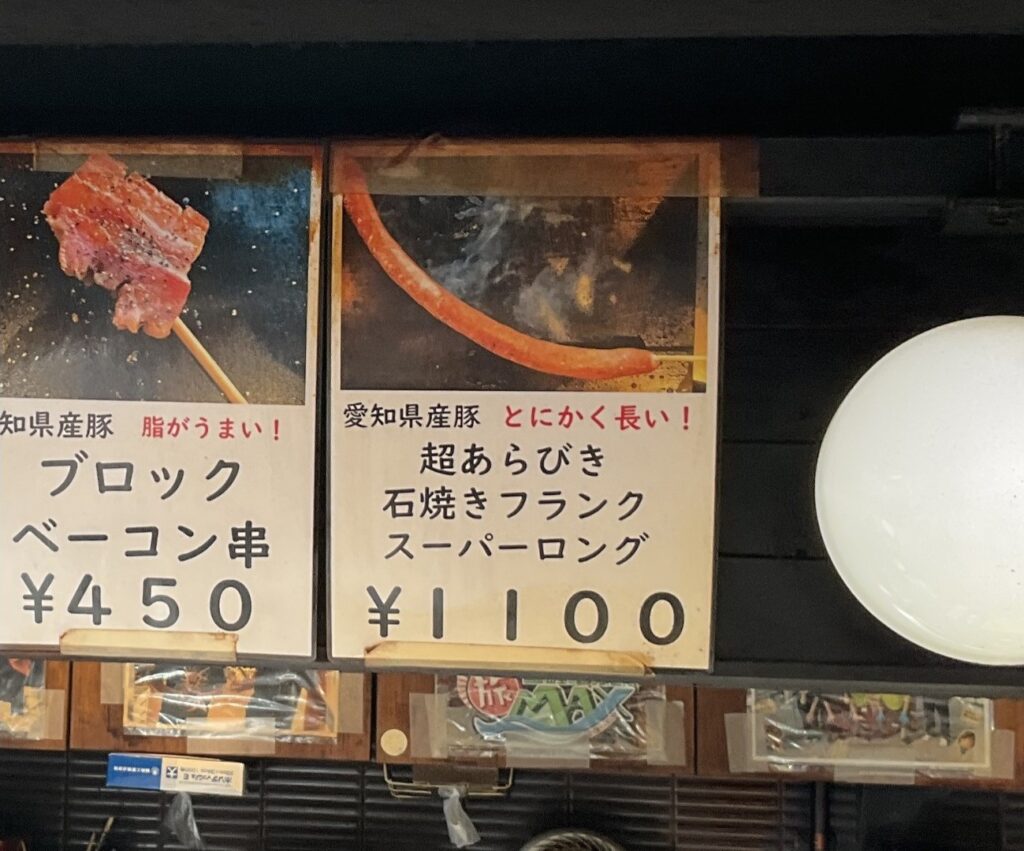 知県産豚 脂がうまい！
ブロック
ベーコン串
¥450
愛知県産豚 とにかく長い！
超あらびき
石焼きフランク
スーパーロング
¥1100
旅
MAX